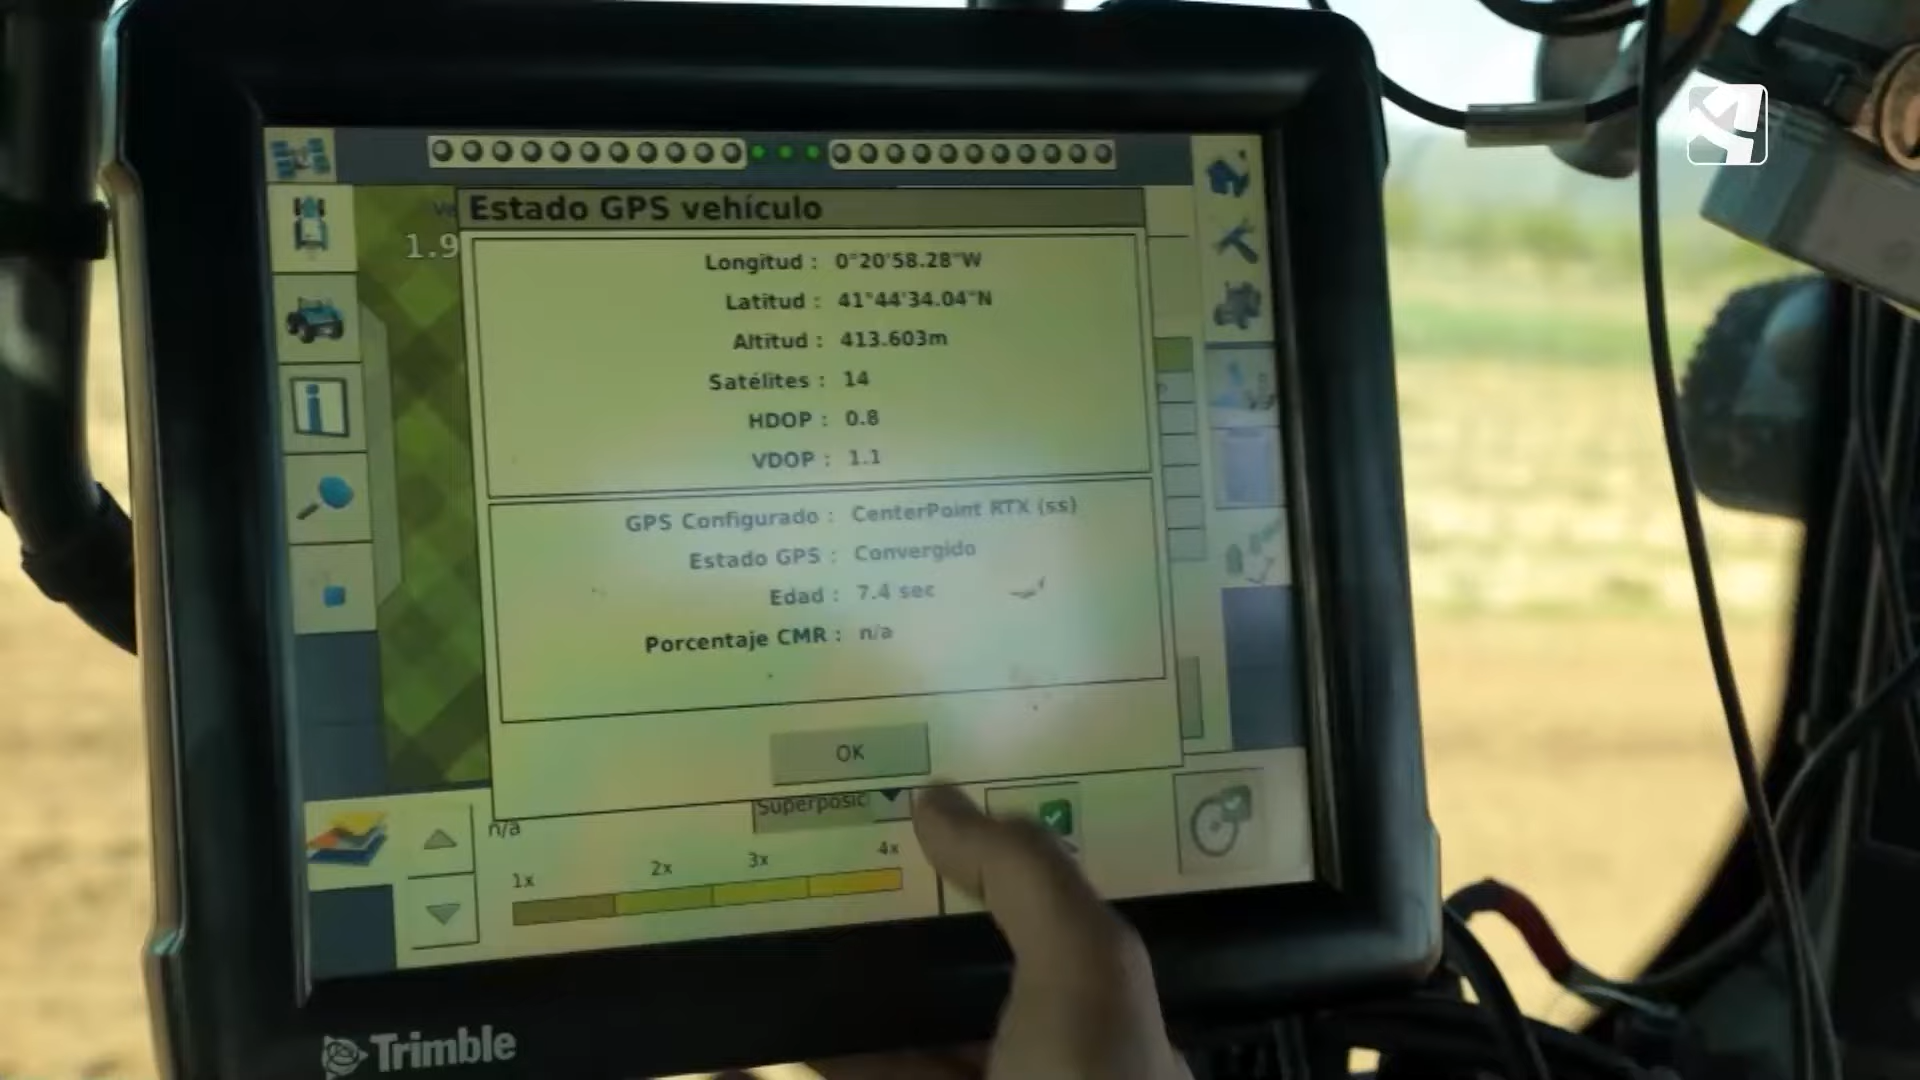 Estado GPS vehículo
1.9
Longitud : 0°20'58.28"W
Latitud : 41°44'34.04"N
Altitud : 413.603m
Satélites : 14
HDOP : 0.8
VDOP : 1.1
GPS Configurado : CenterPoint RTX (ss)
Estado GPS : Convergido
Edad : 7.4 sec
Porcentaje CMR : n/a
OK
n/a
Superposic
1x 2x 3x 4x
Trimble